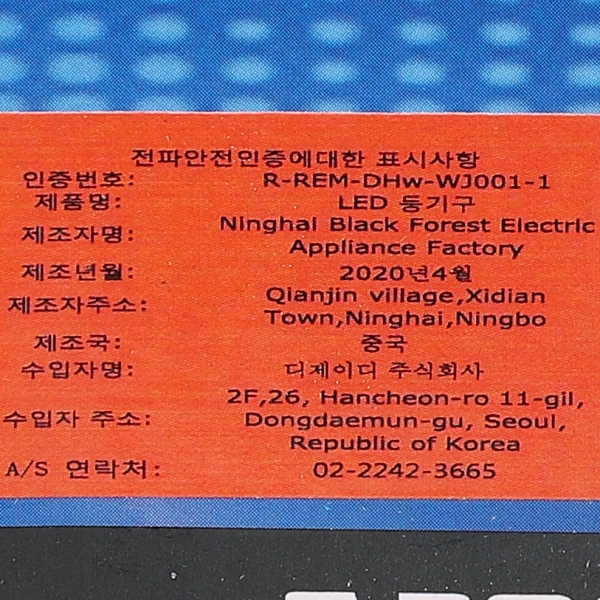 전파안전인증에대한 표시사항
인증번호: R-REM-DHw-WJ001-1
제품명: LED 등기구
제조자명: Ninghai Black Forest Electric
Appliance Factory
제조년월: 2020년4월
제조자주소: Qianjin village,Xidian
Town,Ninghai,Ningbo
제조국: 중국
수입자명: 디제이디 주식회사
수입자 주소: 2F,26, Hancheon-ro 11-gil,
Dongdaemun-gu, Seoul,
Republic of Korea
A/S 연락처: 02-2242-3665